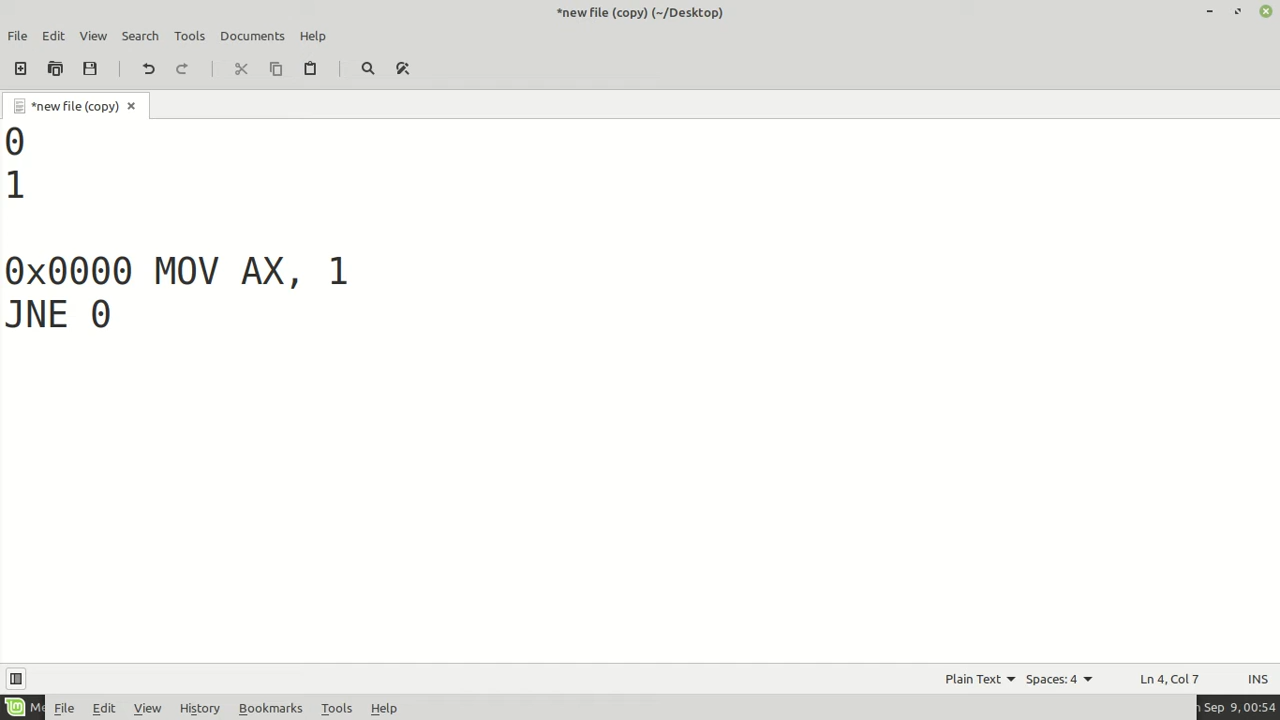 *new file (copy) (~/Desktop)
File Edit View Search Tools Documents Help
*new file (copy)
0
1
0x0000 MOV AX, 1
JNE 0
Plain Text Spaces: 4 Ln 4, Col 7 INS
File Edit View History Bookmarks Tools Help Sep 9, 00:54